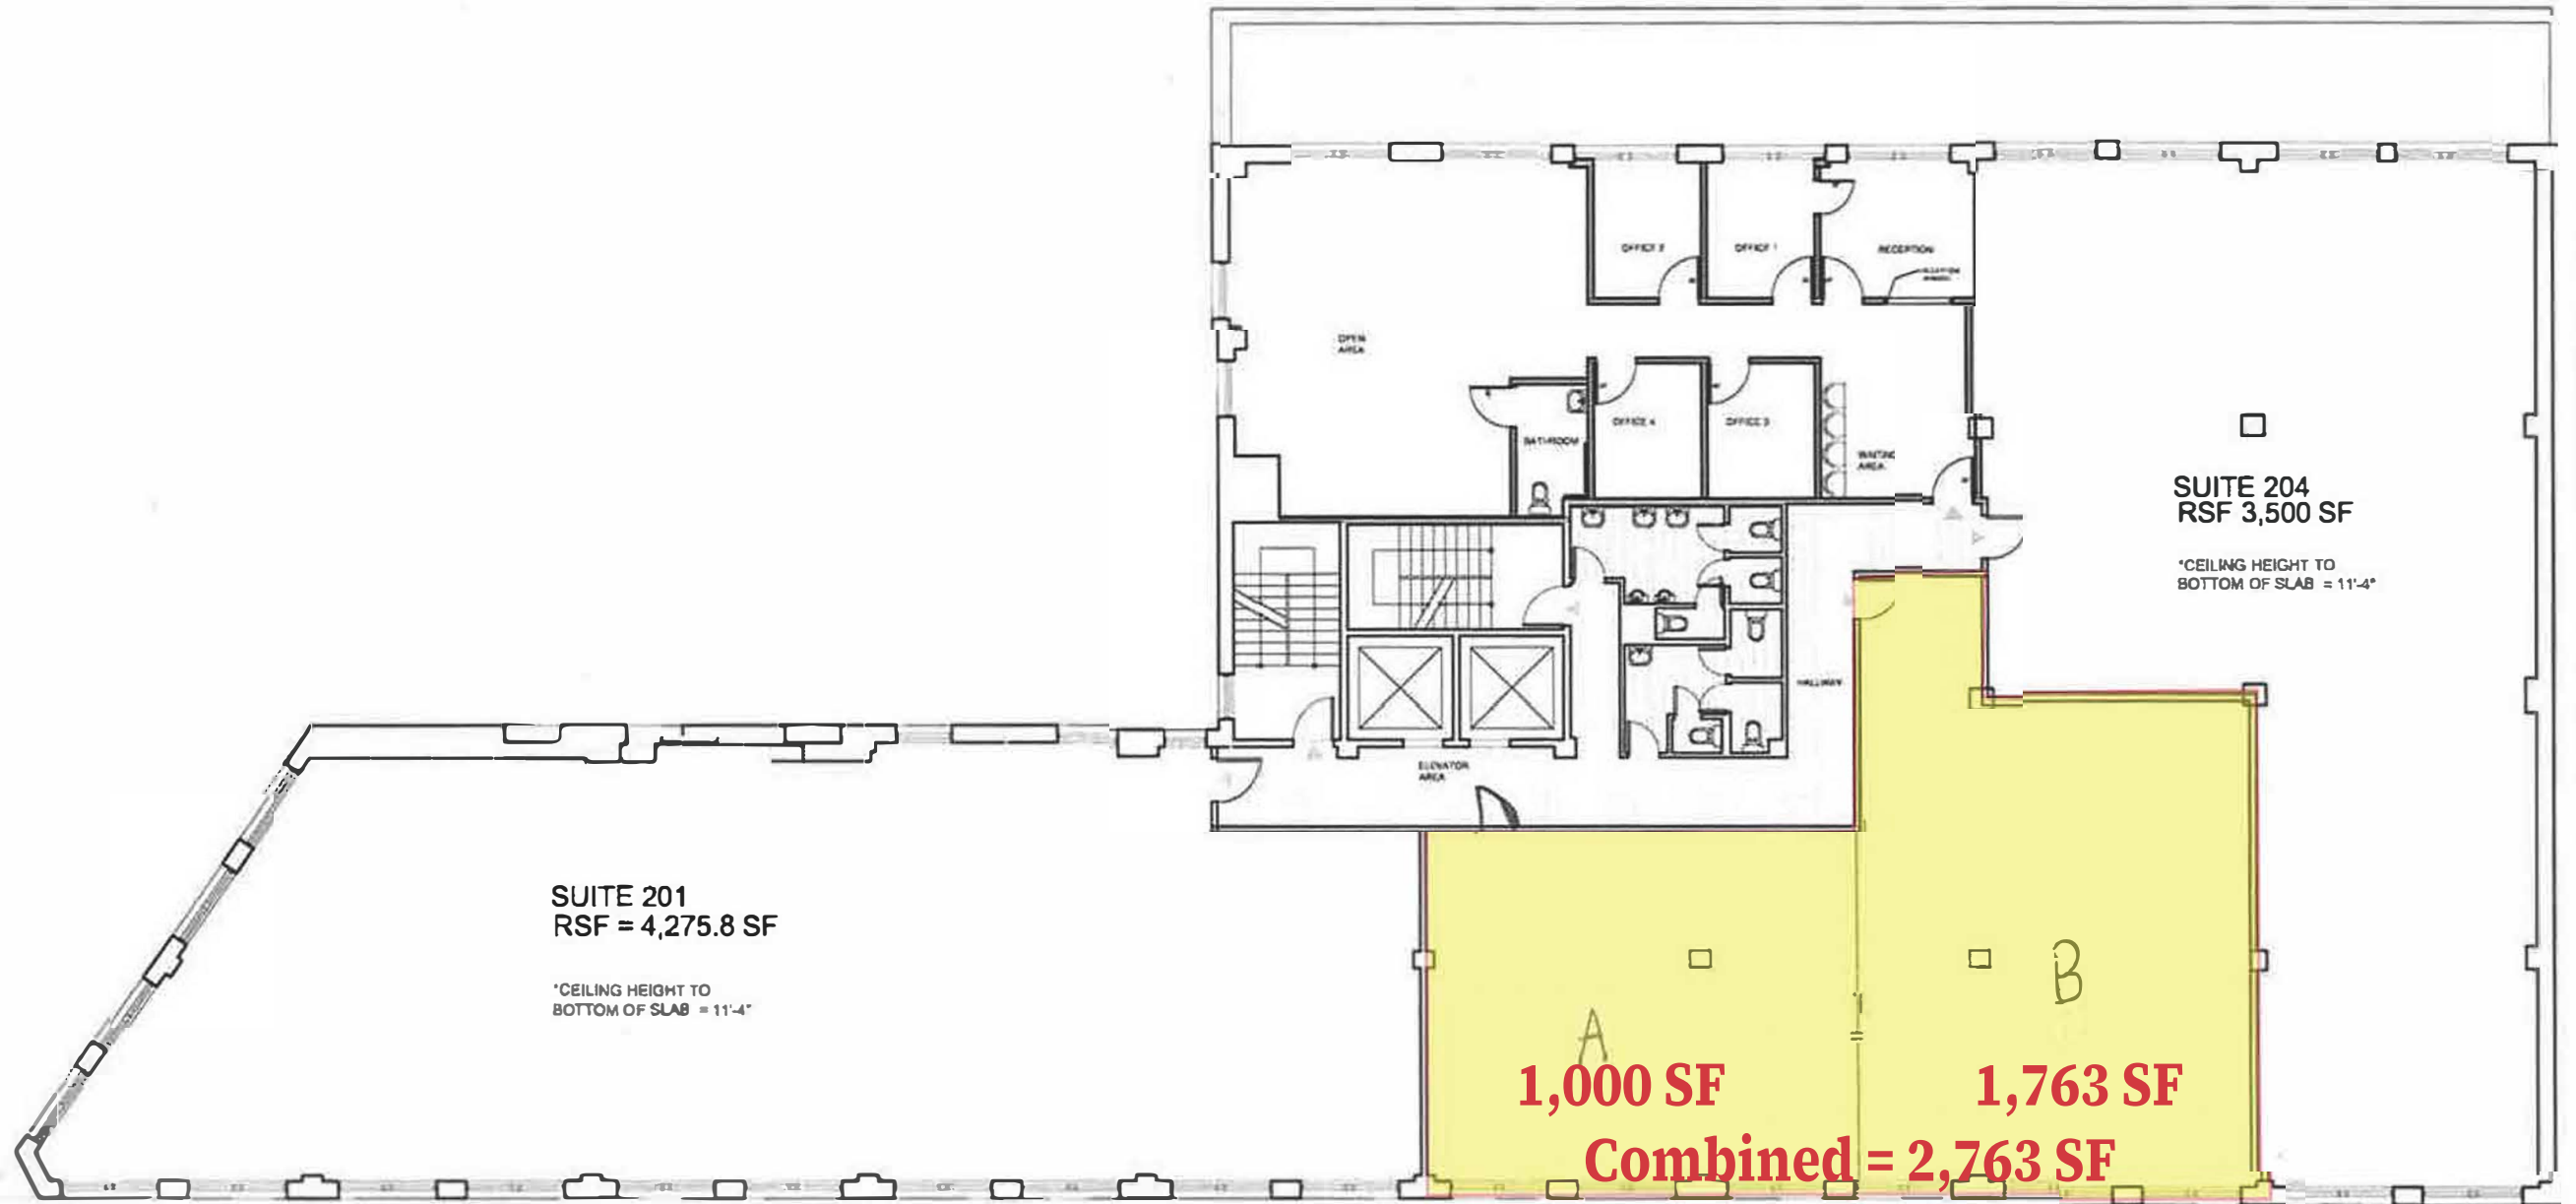 OFFICE 2
OFFICE 1
RECEPTION
OPEN
AREA
BATHROOM
OFFICE 4
OFFICE 3
WAITING
AREA
SUITE 204
RSF 3,500 SF
*CEILING HEIGHT TO
BOTTOM OF SLAB = 11'-4"
HALLWAY
ELEVATOR
AREA
SUITE 201
RSF = 4,275.8 SF
*CEILING HEIGHT TO
BOTTOM OF SLAB = 11'-4"
A
B
1,000 SF
1,763 SF
Combined = 2,763 SF